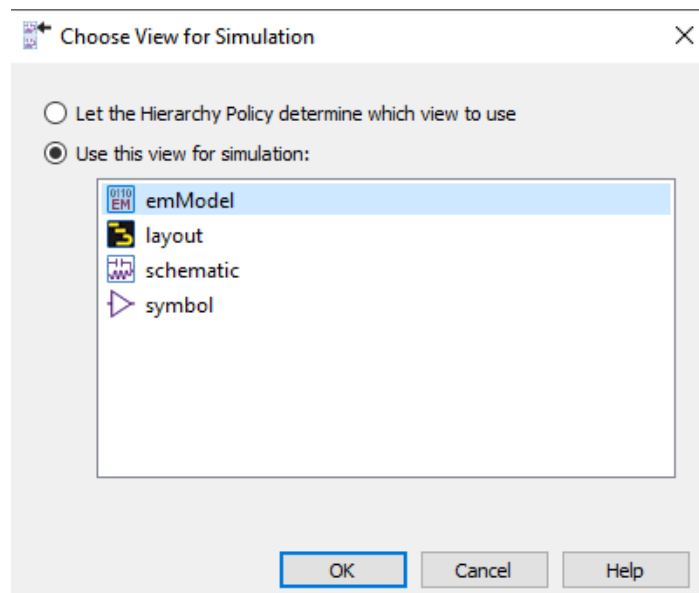 Choose View for Simulation
Let the Hierarchy Policy determine which view to use
Use this view for simulation:
0110
EM
emModel
layout
schematic
symbol
OK
Cancel
Help